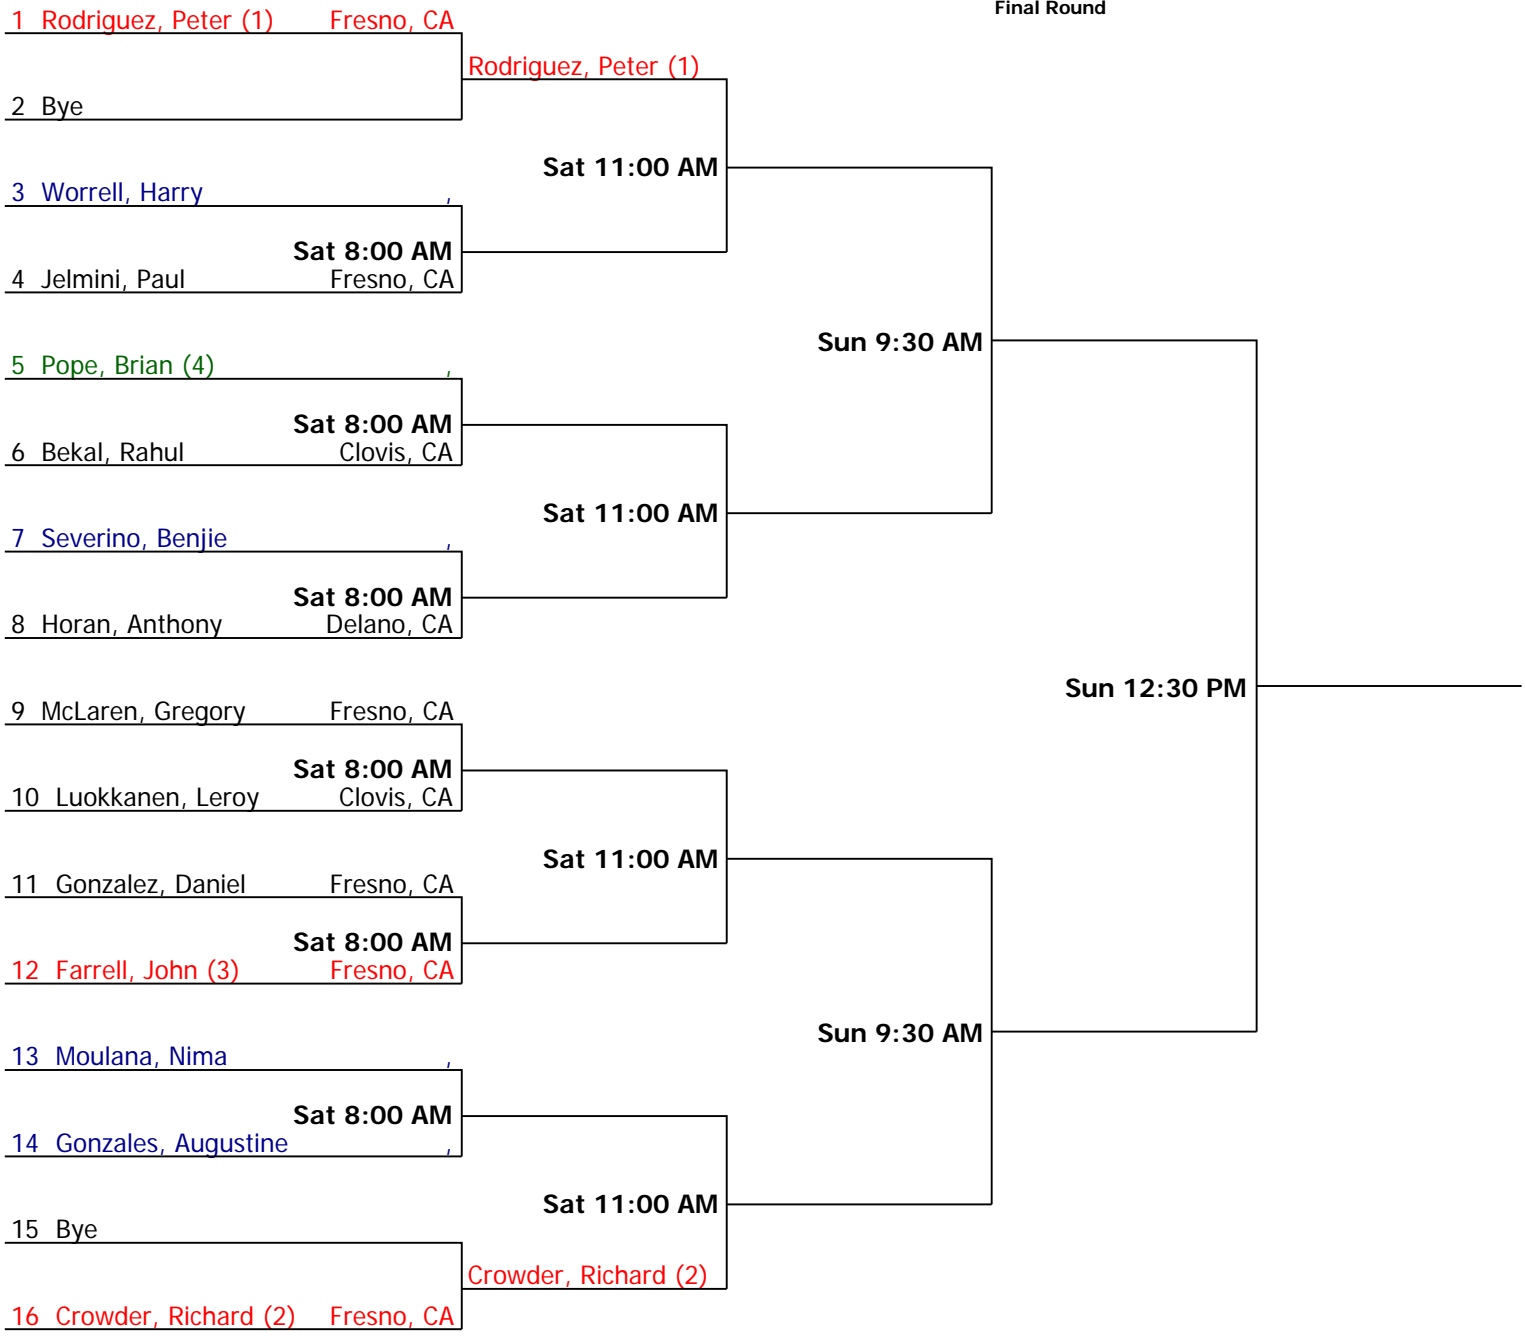 Final Round
1 Rodriguez, Peter (1) Fresno, CA
Rodriguez, Peter (1)
2 Bye
Sat 11:00 AM
3 Worrell, Harry ,
Sat 8:00 AM
4 Jelmini, Paul Fresno, CA
Sun 9:30 AM
5 Pope, Brian (4) ,
Sat 8:00 AM
6 Bekal, Rahul Clovis, CA
Sat 11:00 AM
7 Severino, Benjie ,
Sat 8:00 AM
8 Horan, Anthony Delano, CA
Sun 12:30 PM
9 McLaren, Gregory Fresno, CA
Sat 8:00 AM
10 Luokkanen, Leroy Clovis, CA
Sat 11:00 AM
11 Gonzalez, Daniel Fresno, CA
Sat 8:00 AM
12 Farrell, John (3) Fresno, CA
Sun 9:30 AM
13 Moulana, Nima ,
Sat 8:00 AM
14 Gonzales, Augustine ,
Sat 11:00 AM
15 Bye
Crowder, Richard (2)
16 Crowder, Richard (2) Fresno, CA